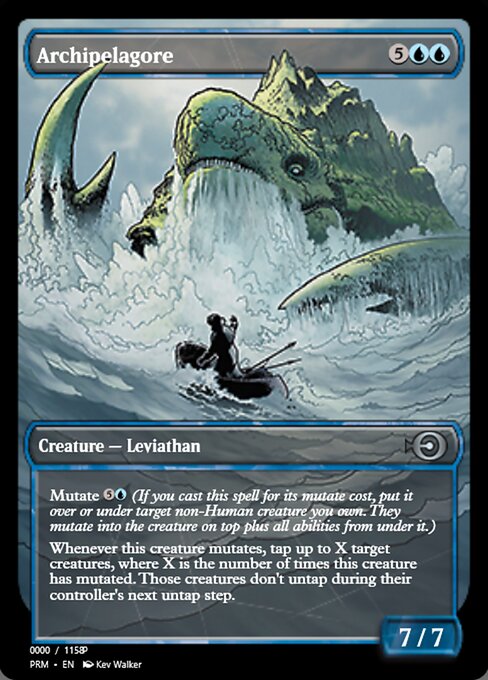 Archipelagore 5
Creature — Leviathan
Mutate 5 (If you cast this spell for its mutate cost, put it
over or under target non-Human creature you own. They
mutate into the creature on top plus all abilities from under it.)
Whenever this creature mutates, tap up to X target
creatures, where X is the number of times this creature
has mutated. Those creatures don't untap during their
controller's next untap step.
7/7
0000 / 1158P
PRM • EN Kev Walker